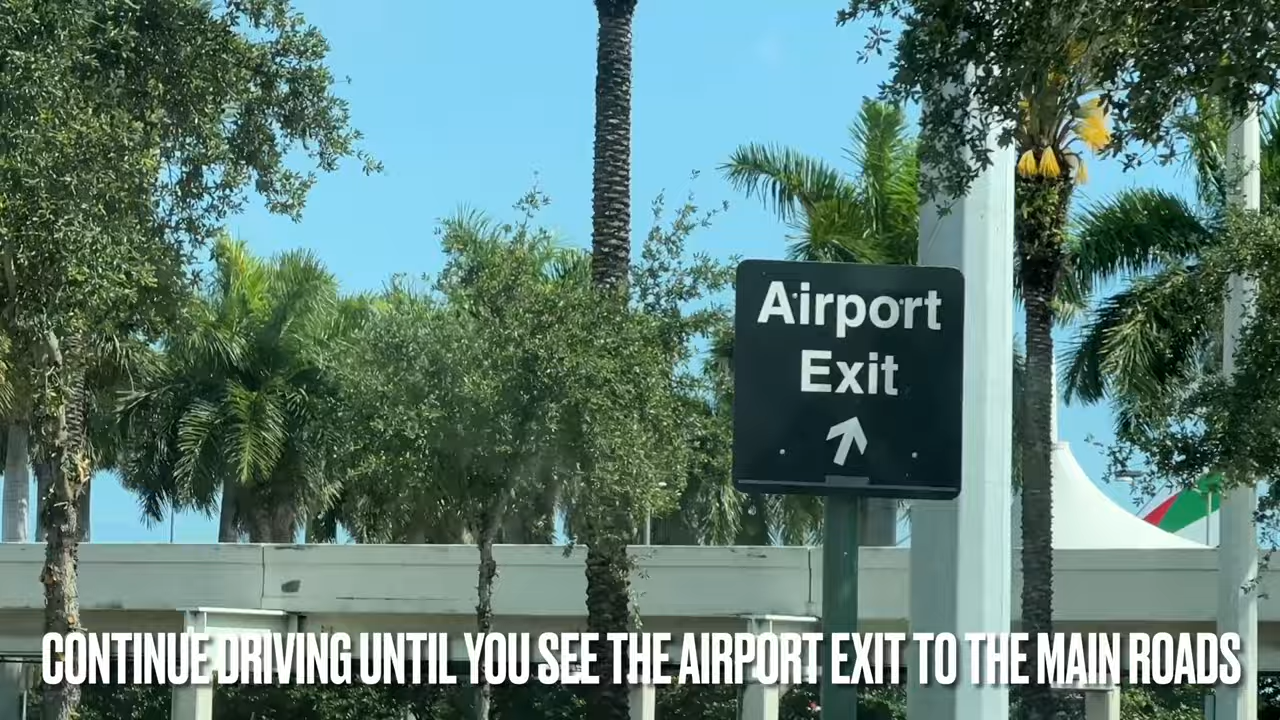 Airport
Exit
CONTINUE DRIVING UNTIL YOU SEE THE AIRPORT EXIT TO THE MAIN ROADS